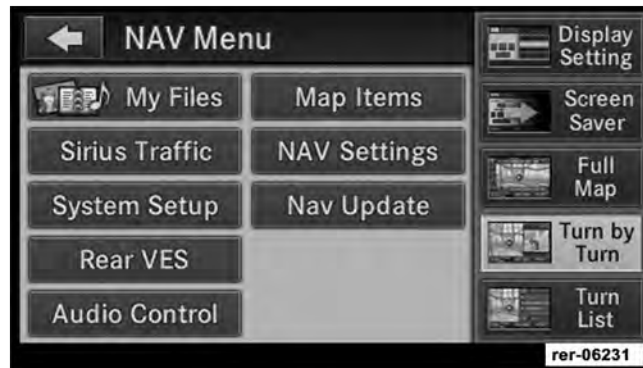 NAV Menu
My Files
Map Items
Sirius Traffic
NAV Settings
System Setup
Nav Update
Rear VES
Audio Control
Display
Setting
Screen
Saver
Full
Map
Turn by
Turn
Turn
List
rer-06231